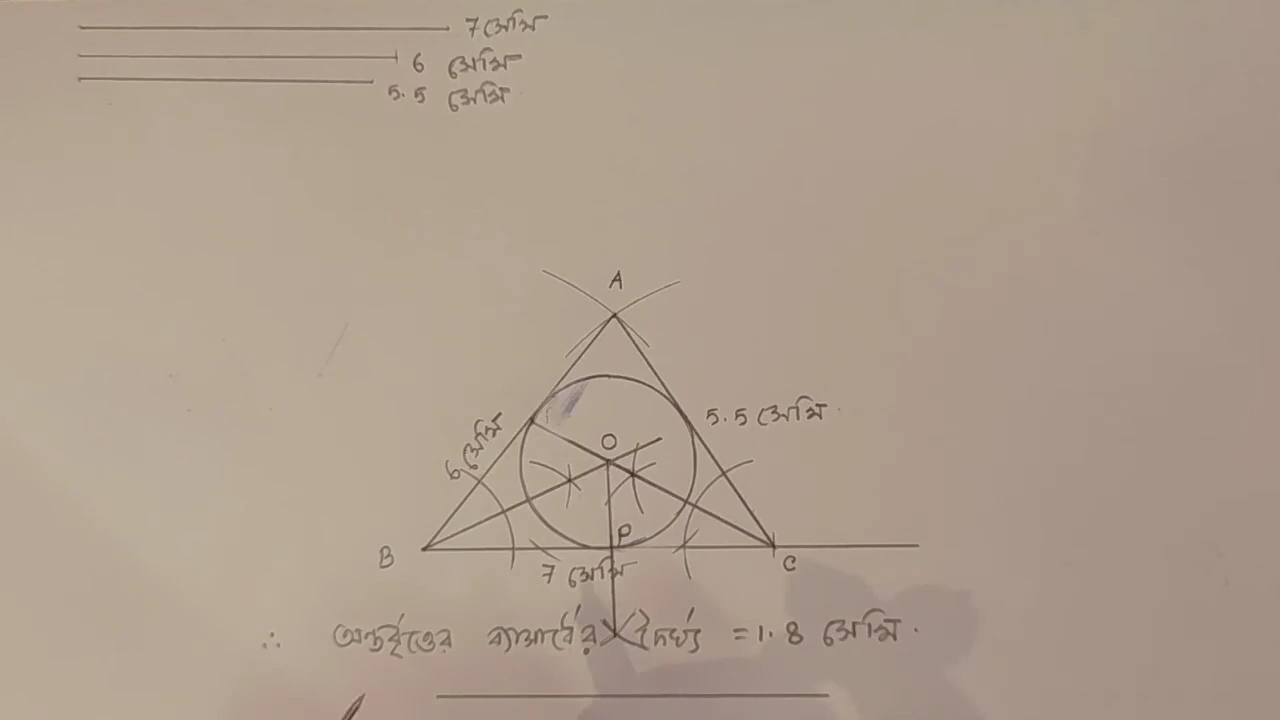 7 সেমি
6 সেমি
5.5 সেমি
A
5.5 সেমি
6 সেমি
O
P
B
C
7 সেমি
∴ অন্তর্বৃত্তের ব্যাসার্ধের দৈর্ঘ্য = 1.8 সেমি.